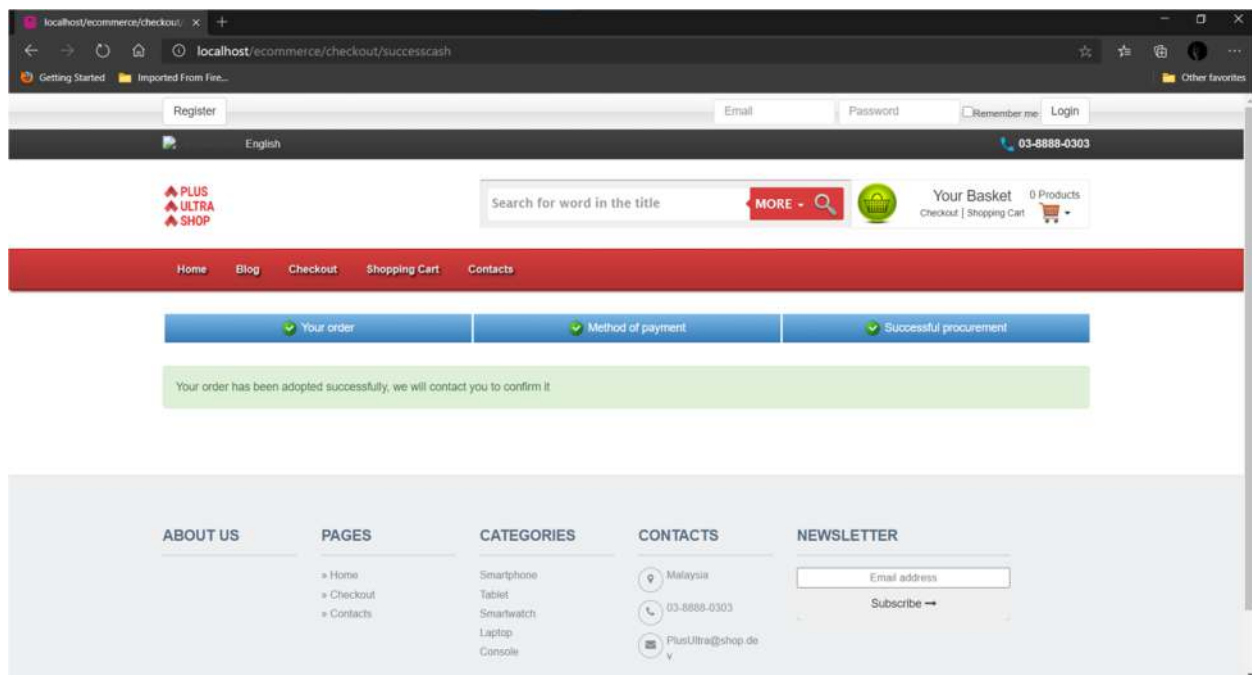 localhost/ecommerce/checkout/
localhost/ecommerce/checkout/successcash
Getting Started Imported From Fire... Other favorites
Register Email Password Remember me Login
English 03-8888-0303
PLUS
ULTRA
SHOP
Search for word in the title MORE
Your Basket 0 Products
Checkout | Shopping Cart
Home Blog Checkout Shopping Cart Contacts
Your order Method of payment Successful procurement
Your order has been adopted successfully, we will contact you to confirm it
ABOUT US PAGES CATEGORIES CONTACTS NEWSLETTER
» Home Smartphone Malaysia Email address
» Checkout Tablet
» Contacts Smartwatch 03-8888-0303 Subscribe
Laptop
Console PlusUltra@shop.de
v